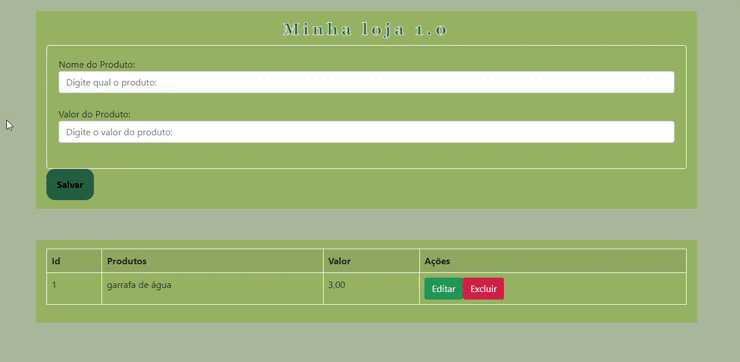 Minha loja 1.0
Nome do Produto:
Digite qual o produto:
Valor do Produto:
Digite o valor do produto:
Salvar
Id Produtos Valor Ações
1 garrafa de água 3,00 Editar Excluir